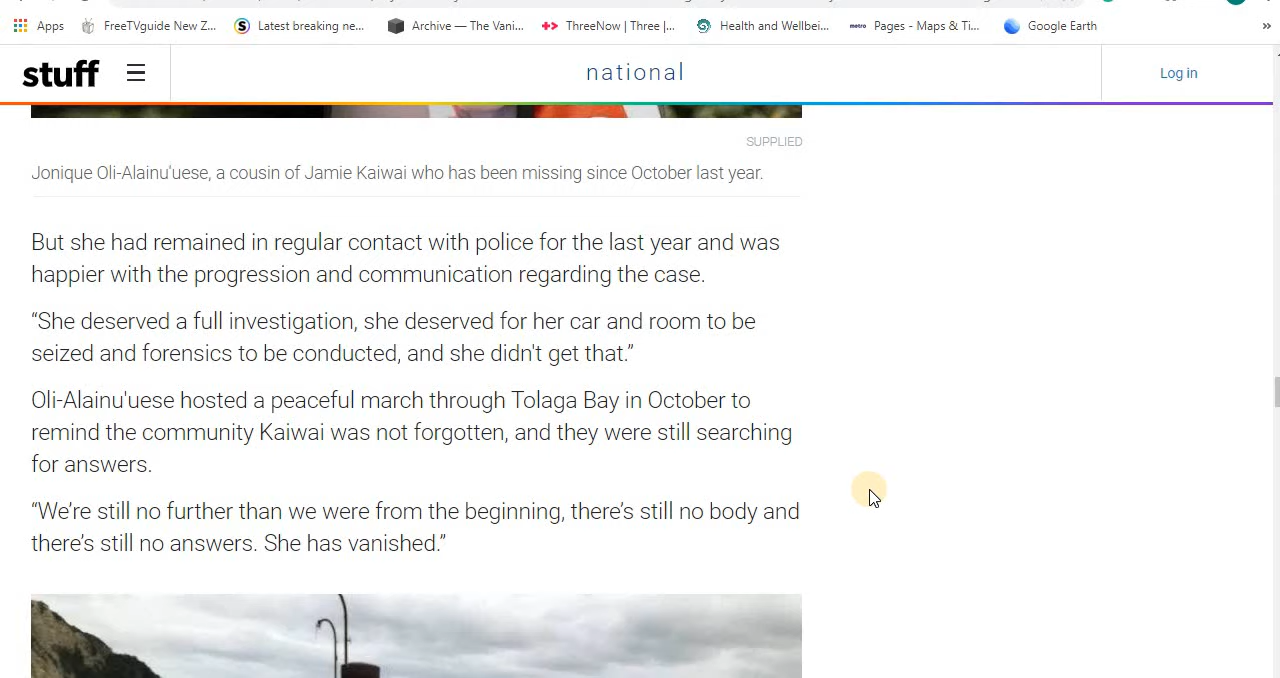 Apps
FreeTVguide New Z...
Latest breaking ne...
Archive — The Vani...
ThreeNow | Three |...
Health and Wellbei...
metro
Pages - Maps & Ti...
Google Earth
»
stuff
national
Log in
SUPPLIED
Jonique Oli-Alainu'uese, a cousin of Jamie Kaiwai who has been missing since October last year.
But she had remained in regular contact with police for the last year and was
happier with the progression and communication regarding the case.
“She deserved a full investigation, she deserved for her car and room to be
seized and forensics to be conducted, and she didn't get that.”
Oli-Alainu'uese hosted a peaceful march through Tolaga Bay in October to
remind the community Kaiwai was not forgotten, and they were still searching
for answers.
“We’re still no further than we were from the beginning, there’s still no body and
there’s still no answers. She has vanished.”